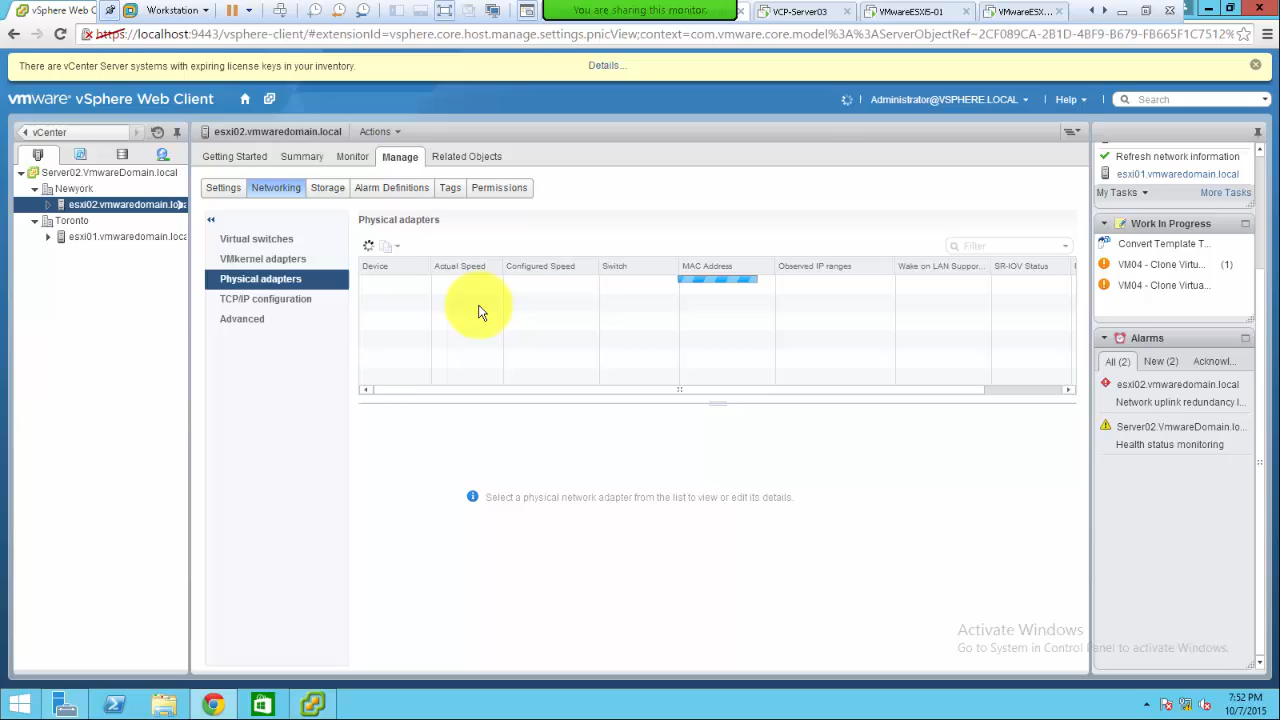 vSphere Web C
Workstation
You are sharing this monitor.
VCP-Server03
VMwareESXi5-01
VMwareESX...
https://localhost:9443/vsphere-client/#extensionId=vsphere.core.host.manage.settings.pnicView;context=com.vmware.core.model%3A%3AServerObjectRef~2CF089CA-2B1D-4BF9-B679-FB665F1C7512%
There are vCenter Server systems with expiring license keys in your inventory.
Details...
vmware vSphere Web Client
Administrator@VSPHERE.LOCAL
Help
Search
vCenter
esxi02.vmwaredomain.local
Actions
Getting Started
Summary
Monitor
Manage
Related Objects
Server02.VmwareDomain.local
Newyork
esxi02.vmwaredomain.loca
Toronto
esxi01.vmwaredomain.loca
Settings
Networking
Storage
Alarm Definitions
Tags
Permissions
Virtual switches
VMkernel adapters
Physical adapters
TCP/IP configuration
Advanced
Physical adapters
Filter
Device
Actual Speed
Configured Speed
Switch
MAC Address
Observed IP ranges
Wake on LAN Suppor...
SR-IOV Status
Select a physical network adapter from the list to view or edit its details.
Refresh network information
esxi01.vmwaredomain.local
My Tasks
More Tasks
Work In Progress
Convert Template T...
VM04 - Clone Virtu... (1)
VM04 - Clone Virtua...
Alarms
All (2)
New (2)
Acknowl...
esxi02.vmwaredomain.local
Network uplink redundancy l...
Server02.VmwareDomain.lo...
Health status monitoring
Activate Windows
Go to System in Control Panel to activate Windows.
7:52 PM
10/7/2015